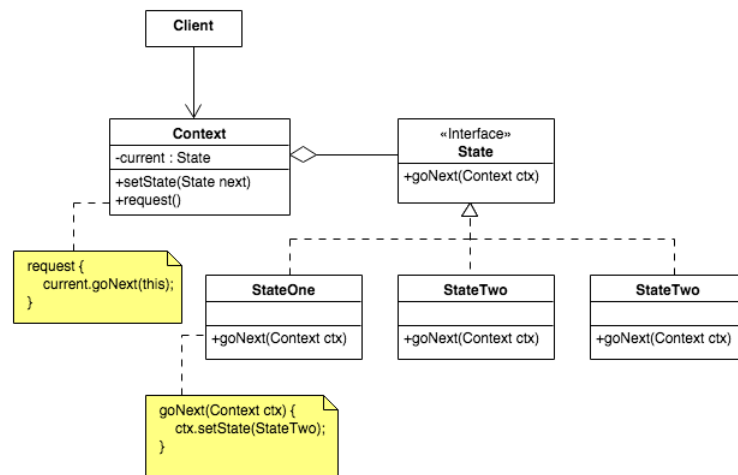 Client
Context
-current : State
+setState(State next)
+request()
«Interface»
State
+goNext(Context ctx)
request {
current.goNext(this);
}
StateOne
+goNext(Context ctx)
StateTwo
+goNext(Context ctx)
StateTwo
+goNext(Context ctx)
goNext(Context ctx) {
ctx.setState(StateTwo);
}